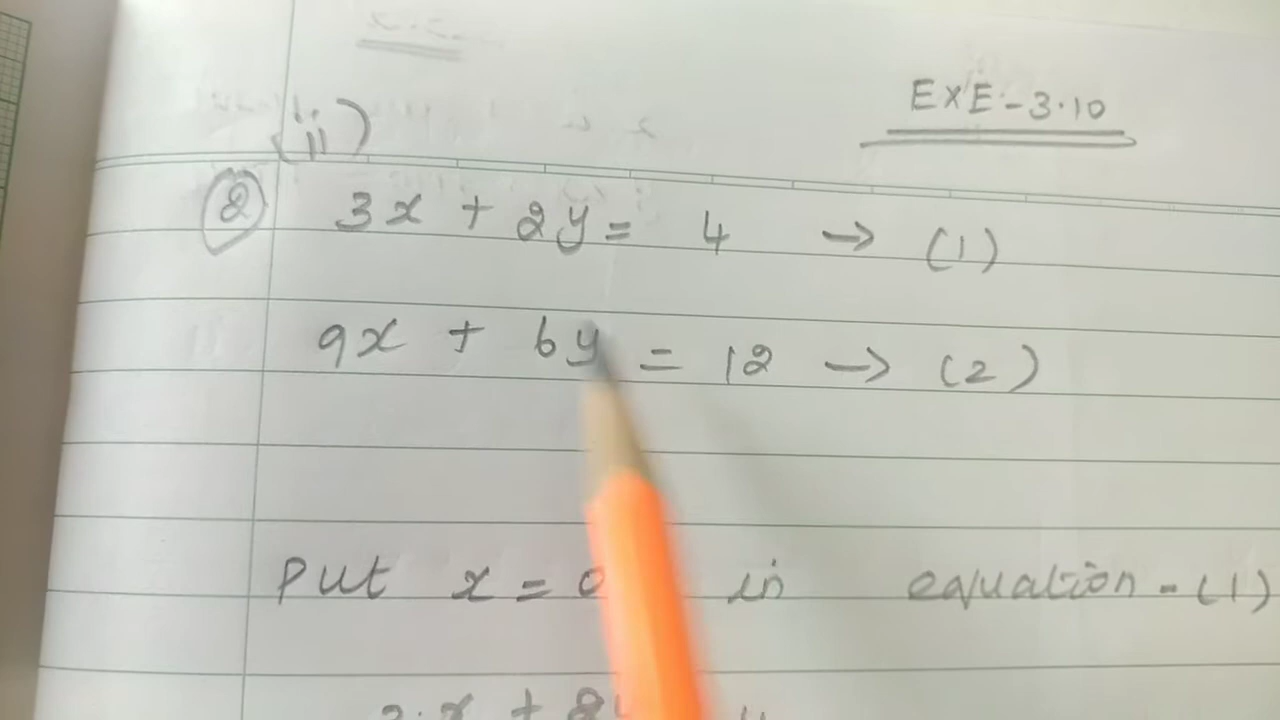 EXE-3.10
(ii)
② 3x + 2y = 4 → (1)
9x + 6y = 12 → (2)
Put x = 0 in equation - (1)